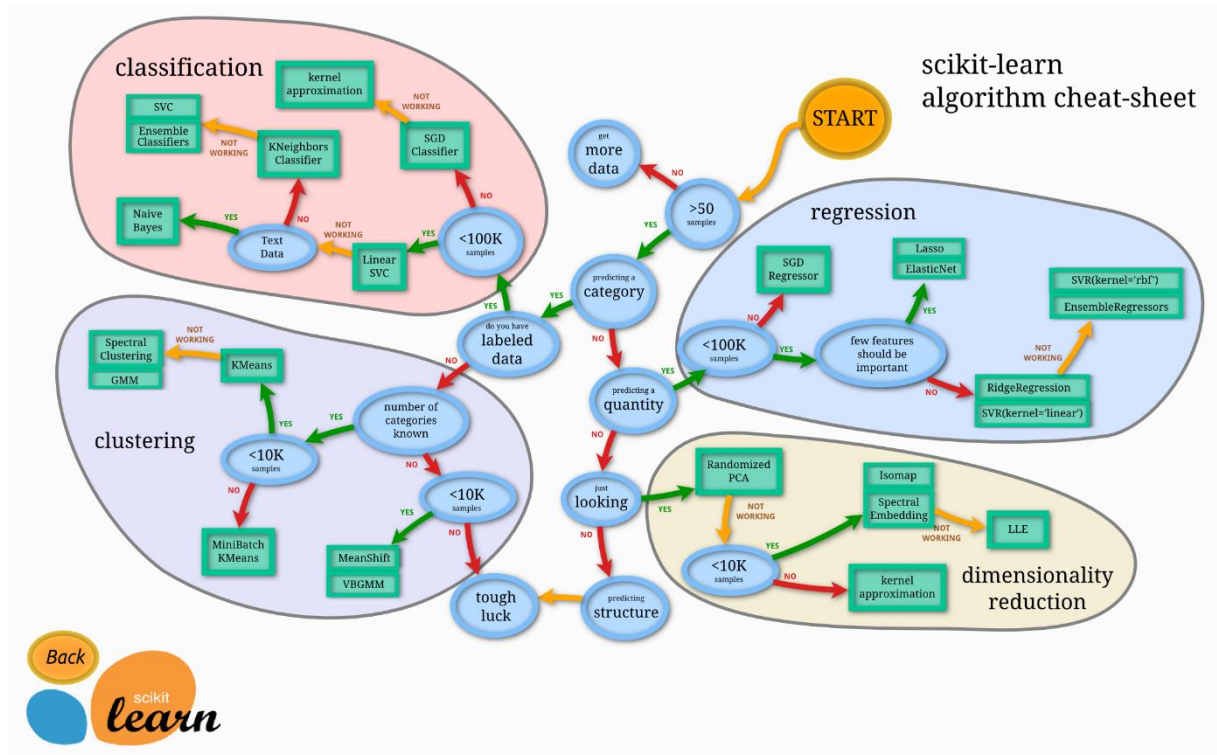 scikit-learn
algorithm cheat-sheet
START
>50
samples
NO
get
more
data
YES
predicting a
category
YES
do you have
labeled
data
YES
NO
NO
predicting a
quantity
YES
NO
just
looking
YES
NO
predicting
structure
tough
luck
classification
<100K
samples
NO
SGD
Classifier
NOT
WORKING
kernel
approximation
YES
Linear
SVC
NOT
WORKING
Text
Data
YES
Naive
Bayes
NO
KNeighbors
Classifier
NOT
WORKING
SVC
Ensemble
Classifiers
regression
<100K
samples
NO
SGD
Regressor
YES
few features
should be
important
YES
Lasso
ElasticNet
NO
RidgeRegression
SVR(kernel='linear')
NOT
WORKING
SVR(kernel='rbf')
EnsembleRegressors
clustering
number of
categories
known
YES
<10K
samples
YES
KMeans
NOT
WORKING
Spectral
Clustering
GMM
NO
MiniBatch
KMeans
NO
<10K
samples
YES
MeanShift
VBGMM
NO
dimensionality
reduction
Randomized
PCA
NOT
WORKING
<10K
samples
YES
Isomap
Spectral
Embedding
NOT
WORKING
LLE
NO
kernel
approximation
Back
scikit
learn